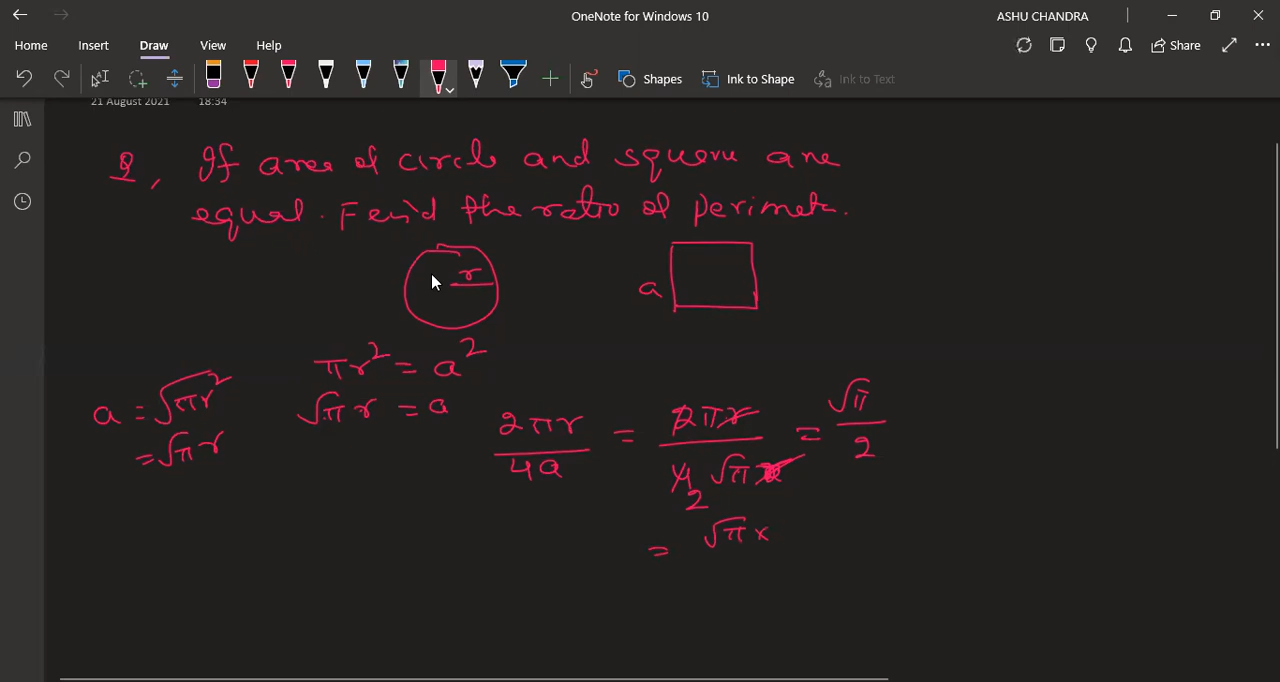 OneNote for Windows 10
ASHU CHANDRA
Home Insert Draw View Help
Share
Shapes Ink to Shape Ink to Text
21 August 2021 18:34
Q, If area of circle and square are
equal. Find the ratio of perimeter.
r
a
πr² = a²
√π r = a
a = √πr²
= √π r
2πr / 4a = 2πr / 4 √π r = √π / 2
2
= √π ×